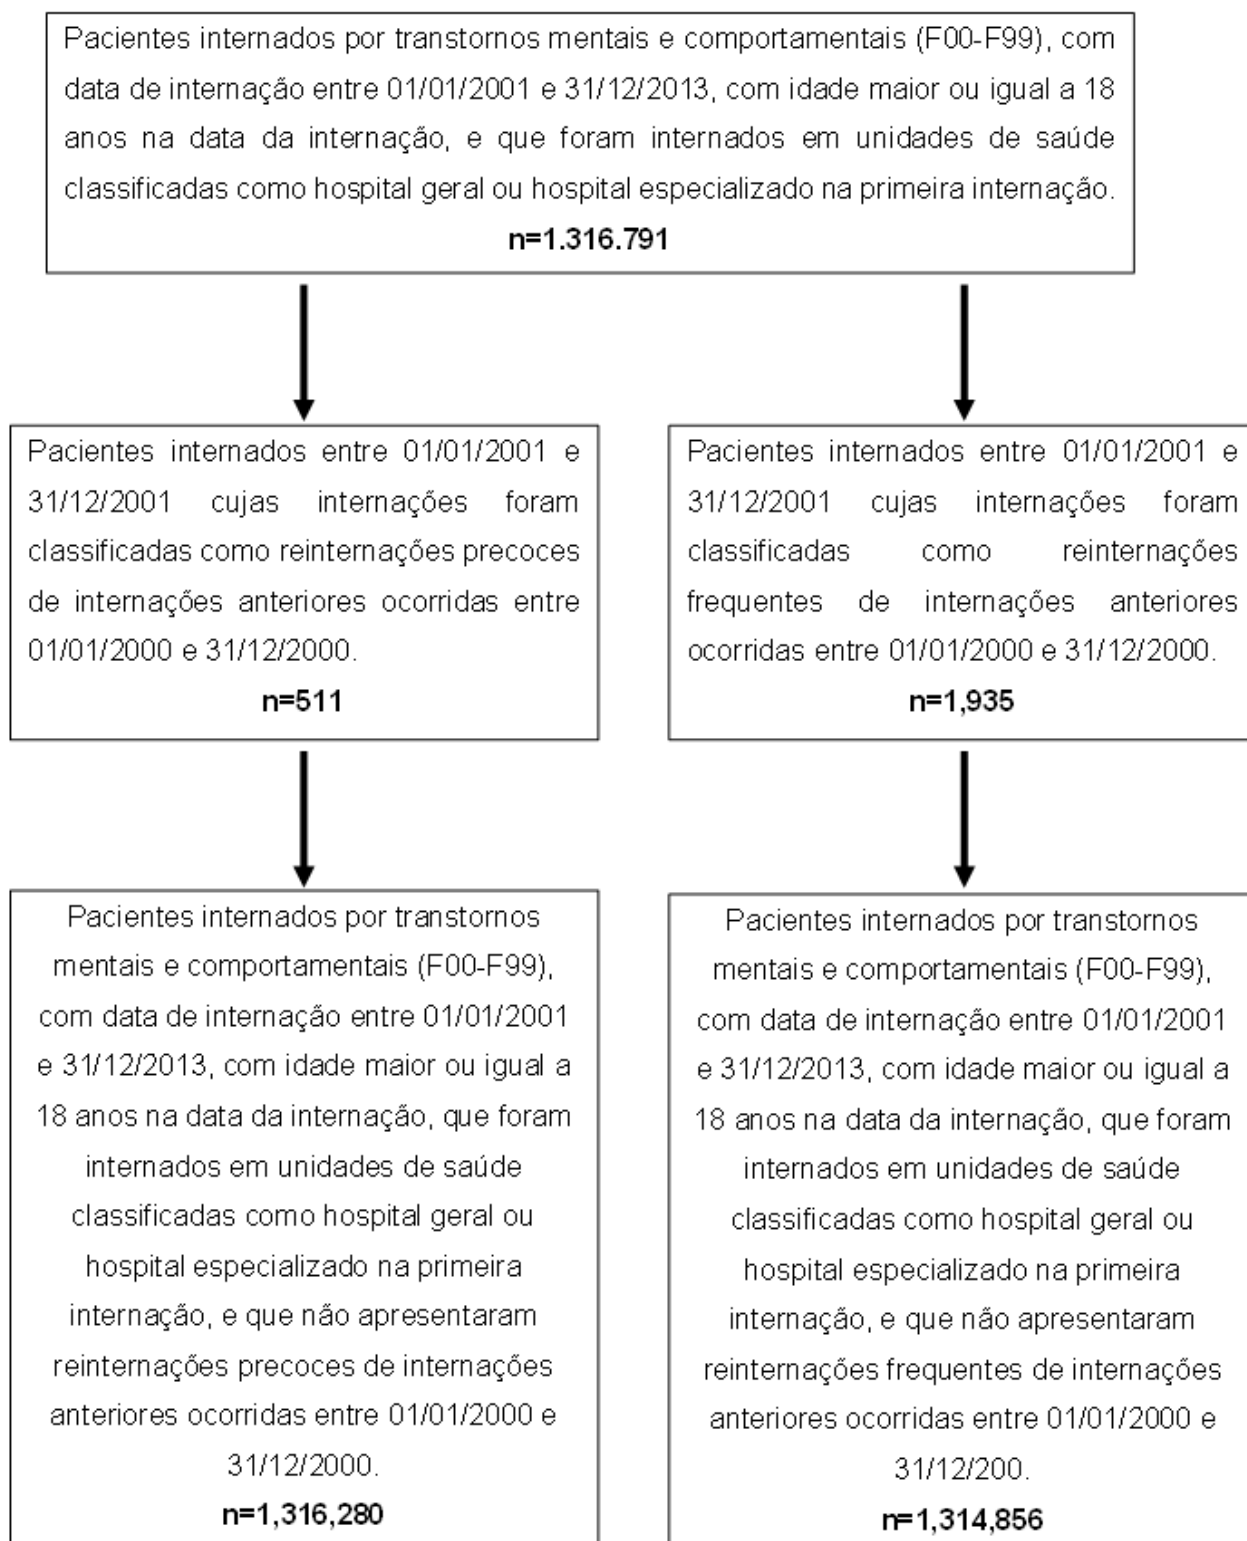 Pacientes internados por transtornos mentais e comportamentais (F00-F99), com
data de internação entre 01/01/2001 e 31/12/2013, com idade maior ou igual a 18
anos na data da internação, e que foram internados em unidades de saúde
classificadas como hospital geral ou hospital especializado na primeira internação.
n=1.316.791
Pacientes internados entre 01/01/2001 e
31/12/2001 cujas internações foram
classificadas como reinternações precoces
de internações anteriores ocorridas entre
01/01/2000 e 31/12/2000.
n=511
Pacientes internados entre 01/01/2001 e
31/12/2001 cujas internações foram
classificadas como reinternações
frequentes de internações anteriores
ocorridas entre 01/01/2000 e 31/12/2000.
n=1,935
Pacientes internados por transtornos
mentais e comportamentais (F00-F99),
com data de internação entre 01/01/2001
e 31/12/2013, com idade maior ou igual a
18 anos na data da internação, que foram
internados em unidades de saúde
classificadas como hospital geral ou
hospital especializado na primeira
internação, e que não apresentaram
reinternações precoces de internações
anteriores ocorridas entre 01/01/2000 e
31/12/2000.
n=1,316,280
Pacientes internados por transtornos
mentais e comportamentais (F00-F99),
com data de internação entre 01/01/2001
e 31/12/2013, com idade maior ou igual a
18 anos na data da internação, que foram
internados em unidades de saúde
classificadas como hospital geral ou
hospital especializado na primeira
internação, e que não apresentaram
reinternações frequentes de internações
anteriores ocorridas entre 01/01/2000 e
31/12/200.
n=1,314,856